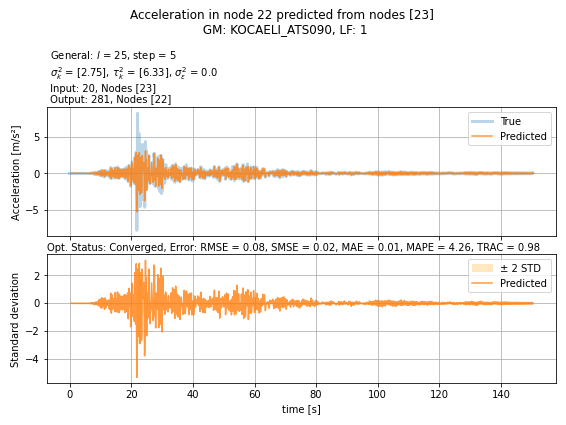 Acceleration in node 22 predicted from nodes [23]
GM: KOCAELI_ATS090, LF: 1
General: l = 25, step = 5
σ²ₖ = [2.75], τ²ₖ = [6.33], σ²ε = 0.0
Input: 20, Nodes [23]
Output: 281, Nodes [22]
Acceleration [m/s²]
5
0
−5
True
Predicted
Opt. Status: Converged, Error: RMSE = 0.08, SMSE = 0.02, MAE = 0.01, MAPE = 4.26, TRAC = 0.98
Standard deviation
2
0
−2
−4
± 2 STD
Predicted
0 20 40 60 80 100 120 140
time [s]